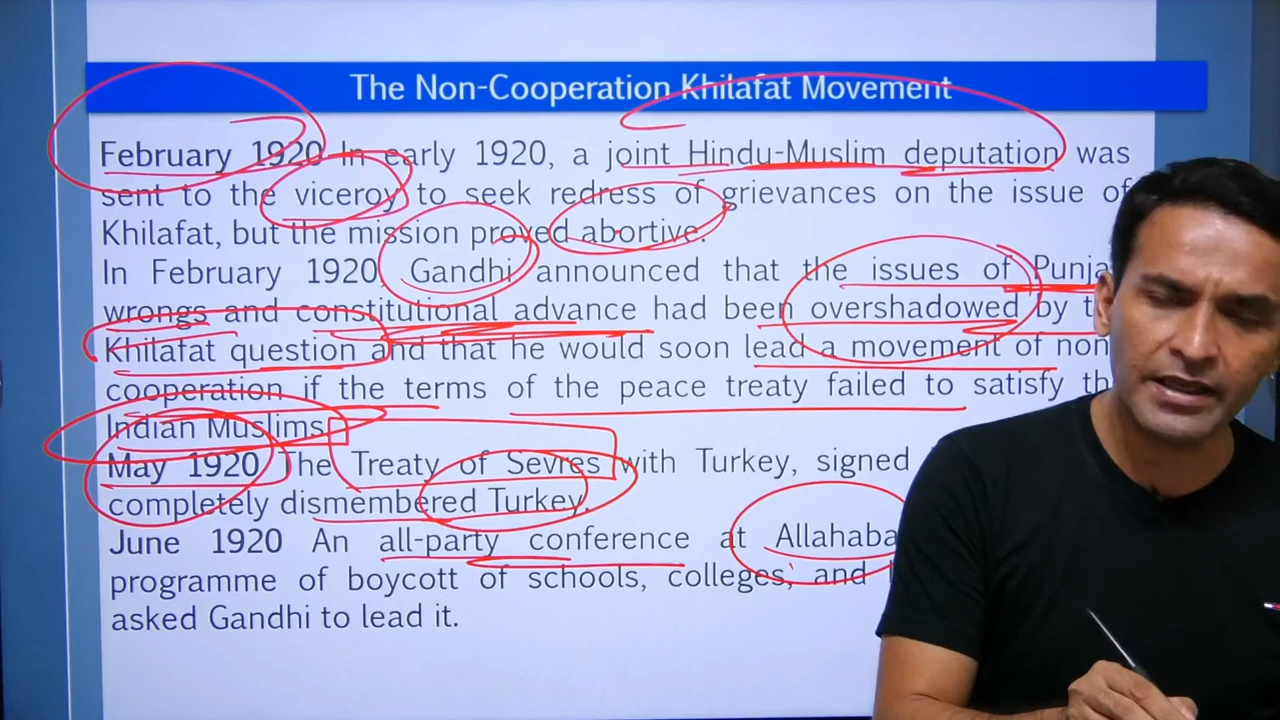 The Non-Cooperation Khilafat Movement
February 1920 In early 1920, a joint Hindu-Muslim deputation was
sent to the viceroy to seek redress of grievances on the issue of
Khilafat, but the mission proved abortive.
In February 1920, Gandhi announced that the issues of
wrongs and constitutional advance had been overshadowed by
Khilafat question and that he would soon lead a movement of non
cooperation if the terms of the peace treaty failed to satisfy
Indian Muslims.
May 1920 The Treaty of Sevres with Turkey, signed
completely dismembered Turkey.
June 1920 An all-party conference at
programme of boycott of schools, colleges, and
asked Gandhi to lead it.